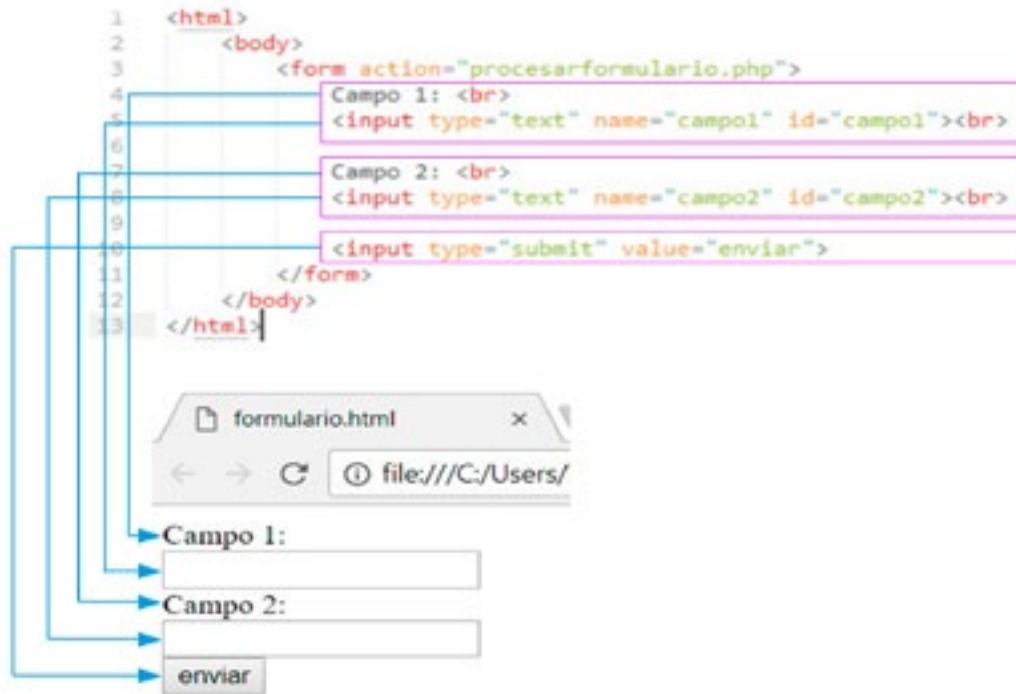 1 <html>
2 <body>
3 <form action="procesarformulario.php">
4 Campo 1: <br>
5 <input type="text" name="campo1" id="campo1"><br>
6
7 Campo 2: <br>
8 <input type="text" name="campo2" id="campo2"><br>
9
10 <input type="submit" value="enviar">
11 </form>
12 </body>
13 </html>
formulario.html ×
file:///C:/Users/
Campo 1:
Campo 2:
enviar